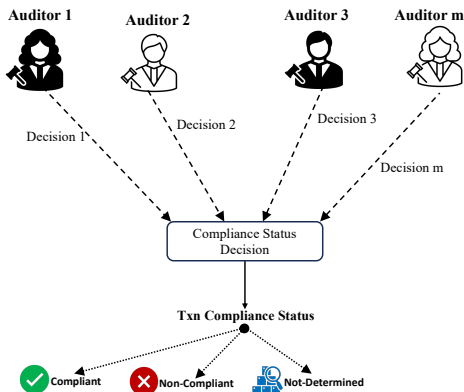 Auditor 1
Auditor 2
Auditor 3
Auditor m
Decision 1
Decision 2
Decision 3
Decision m
Compliance Status
Decision
Txn Compliance Status
Compliant
Non-Compliant
Not-Determined